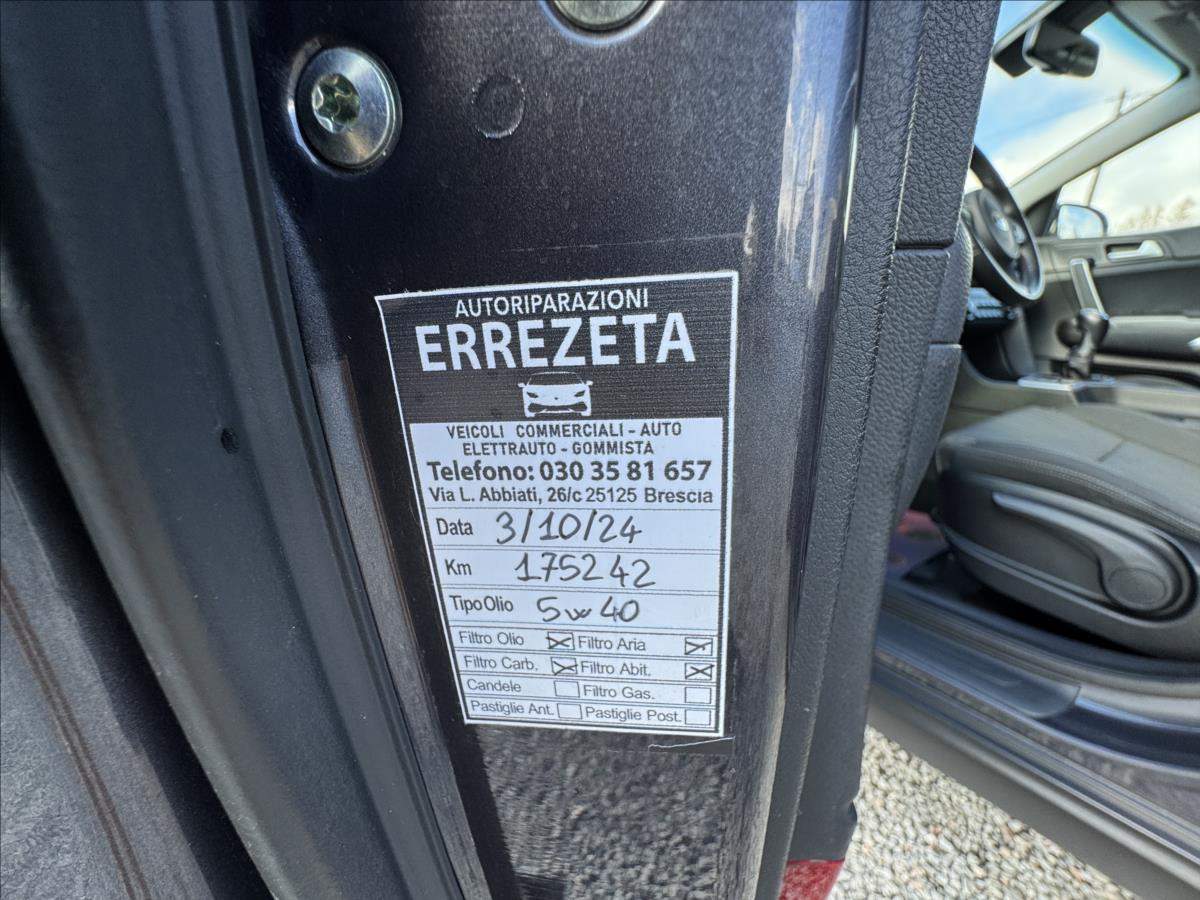 AUTORIPARAZIONI
ERREZETA
VEICOLI COMMERCIALI - AUTO
ELETTRAUTO - GOMMISTA
Telefono: 030 35 81 657
Via L. Abbiati, 26/c 25125 Brescia
Data 3/10/24
Km 175242
Tipo Olio 5w40
Filtro Olio Filtro Aria
Filtro Carb. Filtro Abit.
Candele Filtro Gas.
Pastiglie Ant. Pastiglie Post.